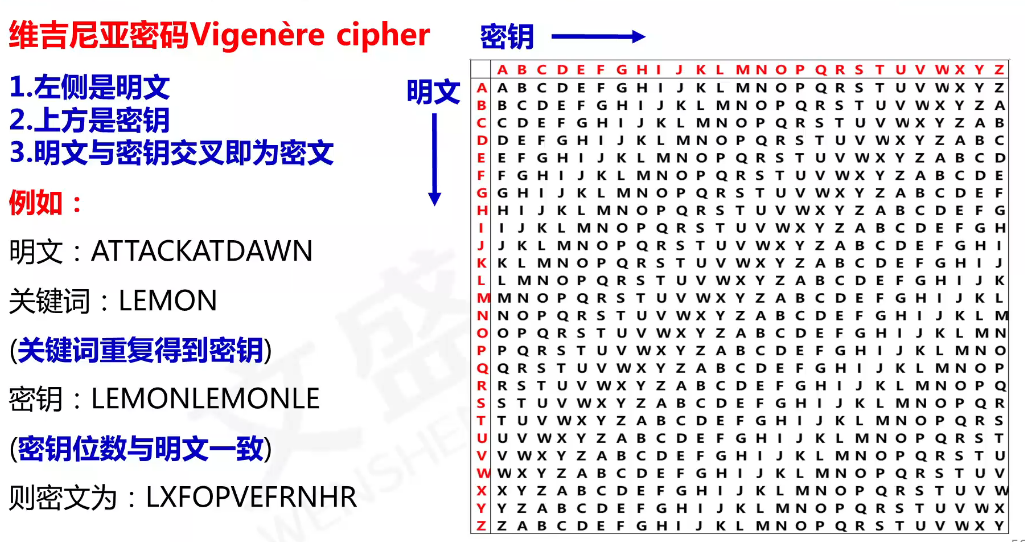 维吉尼亚密码Vigenère cipher
1.左侧是明文
2.上方是密钥
3.明文与密钥交叉即为密文
例如：
明文：ATTACKATDAWN
关键词：LEMON
(关键词重复得到密钥)
密钥：LEMONLEMONLE
(密钥位数与明文一致)
则密文为：LXFOPVEFRNHR
密钥
明文
A B C D E F G H I J K L M N O P Q R S T U V W X Y Z
A A B C D E F G H I J K L M N O P Q R S T U V W X Y Z
B B C D E F G H I J K L M N O P Q R S T U V W X Y Z A
C C D E F G H I J K L M N O P Q R S T U V W X Y Z A B
D D E F G H I J K L M N O P Q R S T U V W X Y Z A B C
E E F G H I J K L M N O P Q R S T U V W X Y Z A B C D
F F G H I J K L M N O P Q R S T U V W X Y Z A B C D E
G G H I J K L M N O P Q R S T U V W X Y Z A B C D E F
H H I J K L M N O P Q R S T U V W X Y Z A B C D E F G
I I J K L M N O P Q R S T U V W X Y Z A B C D E F G H
J J K L M N O P Q R S T U V W X Y Z A B C D E F G H I
K K L M N O P Q R S T U V W X Y Z A B C D E F G H I J
L L M N O P Q R S T U V W X Y Z A B C D E F G H I J K
M M N O P Q R S T U V W X Y Z A B C D E F G H I J K L
N N O P Q R S T U V W X Y Z A B C D E F G H I J K L M
O O P Q R S T U V W X Y Z A B C D E F G H I J K L M N
P P Q R S T U V W X Y Z A B C D E F G H I J K L M N O
Q Q R S T U V W X Y Z A B C D E F G H I J K L M N O P
R R S T U V W X Y Z A B C D E F G H I J K L M N O P Q
S S T U V W X Y Z A B C D E F G H I J K L M N O P Q R
T T U V W X Y Z A B C D E F G H I J K L M N O P Q R S
U U V W X Y Z A B C D E F G H I J K L M N O P Q R S T
V V W X Y Z A B C D E F G H I J K L M N O P Q R S T U
W W X Y Z A B C D E F G H I J K L M N O P Q R S T U V
X X Y Z A B C D E F G H I J K L M N O P Q R S T U V W
Y Y Z A B C D E F G H I J K L M N O P Q R S T U V W X
Z Z A B C D E F G H I J K L M N O P Q R S T U V W X Y
文盛